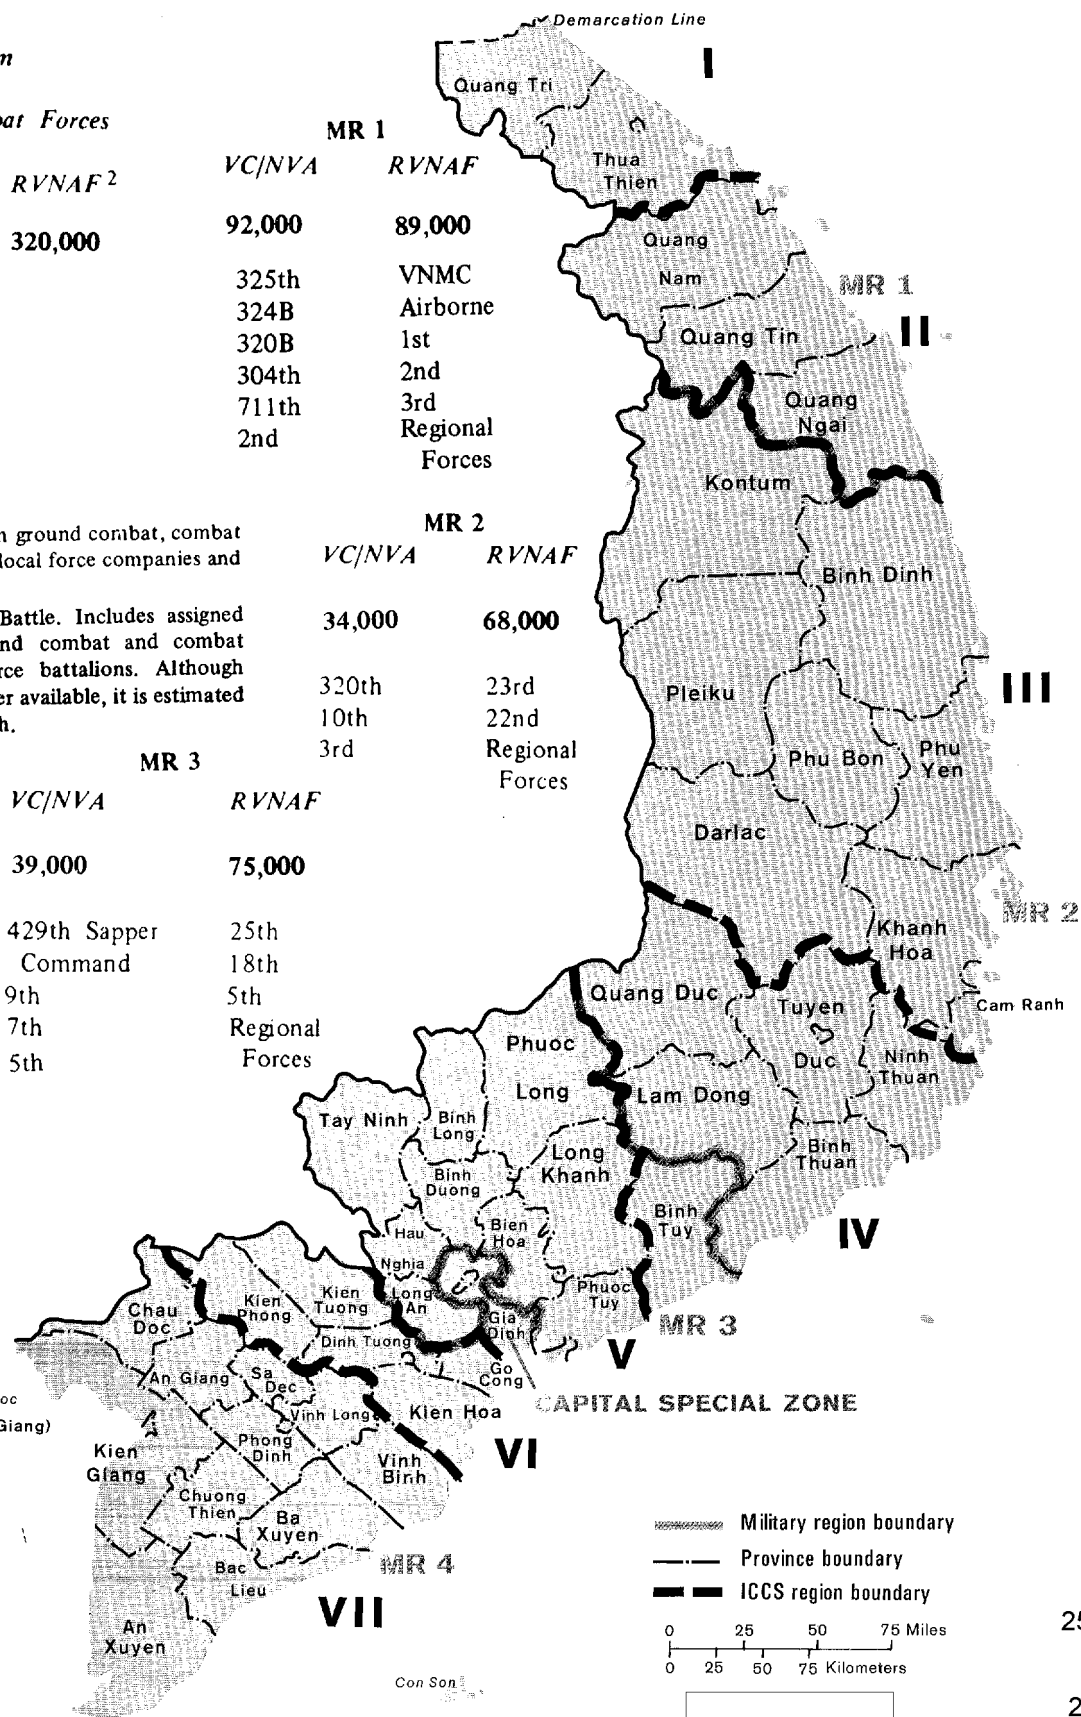 Demarcation Line
n
I
Quang Tri
bat Forces
MR 1
VC/NVA RVNAF
RVNAF 2
Thua
Thien
92,000 89,000
320,000
Quang
Nam
MR 1
325th VNMC
324B Airborne
320B 1st
304th 2nd
711th 3rd
2nd Regional
Forces
II
Quang Tin
Quang
Ngai
Kontum
MR 2
VC/NVA RVNAF
n ground combat, combat
local force companies and
Binh Dinh
Battle. Includes assigned
nd combat and combat
rce battalions. Although
er available, it is estimated
h.
34,000 68,000
320th 23rd
10th 22nd
3rd Regional
Forces
Pleiku
III
Phu Bon
Phu
Yen
MR 3
VC/NVA RVNAF
Darlac
39,000 75,000
MR 2
429th Sapper 25th
Command 18th
9th 5th
7th Regional
5th Forces
Khanh
Hoa
Quang Duc
Tuyen
Duc
Cam Ranh
Phuoc
Long
Ninh
Thuan
Lam Dong
Tay Ninh
Binh
Long
Long
Khanh
Binh
Thuan
Binh
Duong
Binh
Tuy
IV
Hau
Nghia
Bien
Hoa
Phuoc
Tuy
Kien
Phong
Kien
Tuong
Long
An
Gia
Dinh
Chau
Doc
MR 3
V
Dinh Tuong
Go
Cong
An Giang
Sa
Dec
CAPITAL SPECIAL ZONE
oc
Giang)
Vinh Long
Kien Hoa
Kien
Giang
Phong
Dinh
Vinh
Binh
VI
Chuong
Thien
Ba
Xuyen
Military region boundary
Province boundary
ICCS region boundary
MR 4
Bac
Lieu
VII
An
Xuyen
0 25 50 75 Miles
0 25 50 75 Kilometers
25
Con Son
2